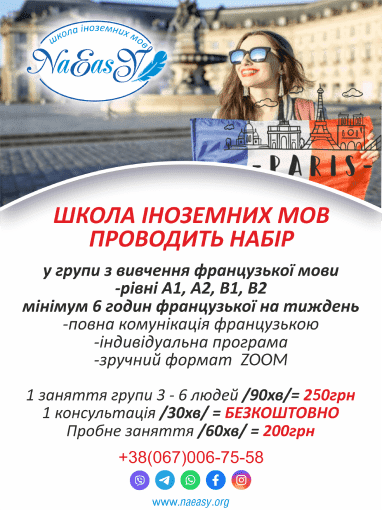 школа іноземних мов
NaEasY
- PARIS -
ШКОЛА ІНОЗЕМНИХ МОВ
ПРОВОДИТЬ НАБІР
у групи з вивчення французької мови
-рівні А1, А2, В1, В2
мінімум 6 годин французької на тиждень
-повна комунікація французькою
-індивідуальна програма
-зручний формат ZOOM
1 заняття групи 3 - 6 людей /90хв/= 250грн
1 консультація /30хв/ = БЕЗКОШТОВНО
Пробне заняття /60хв/ = 200грн
+38(067)006-75-58
www.naeasy.org